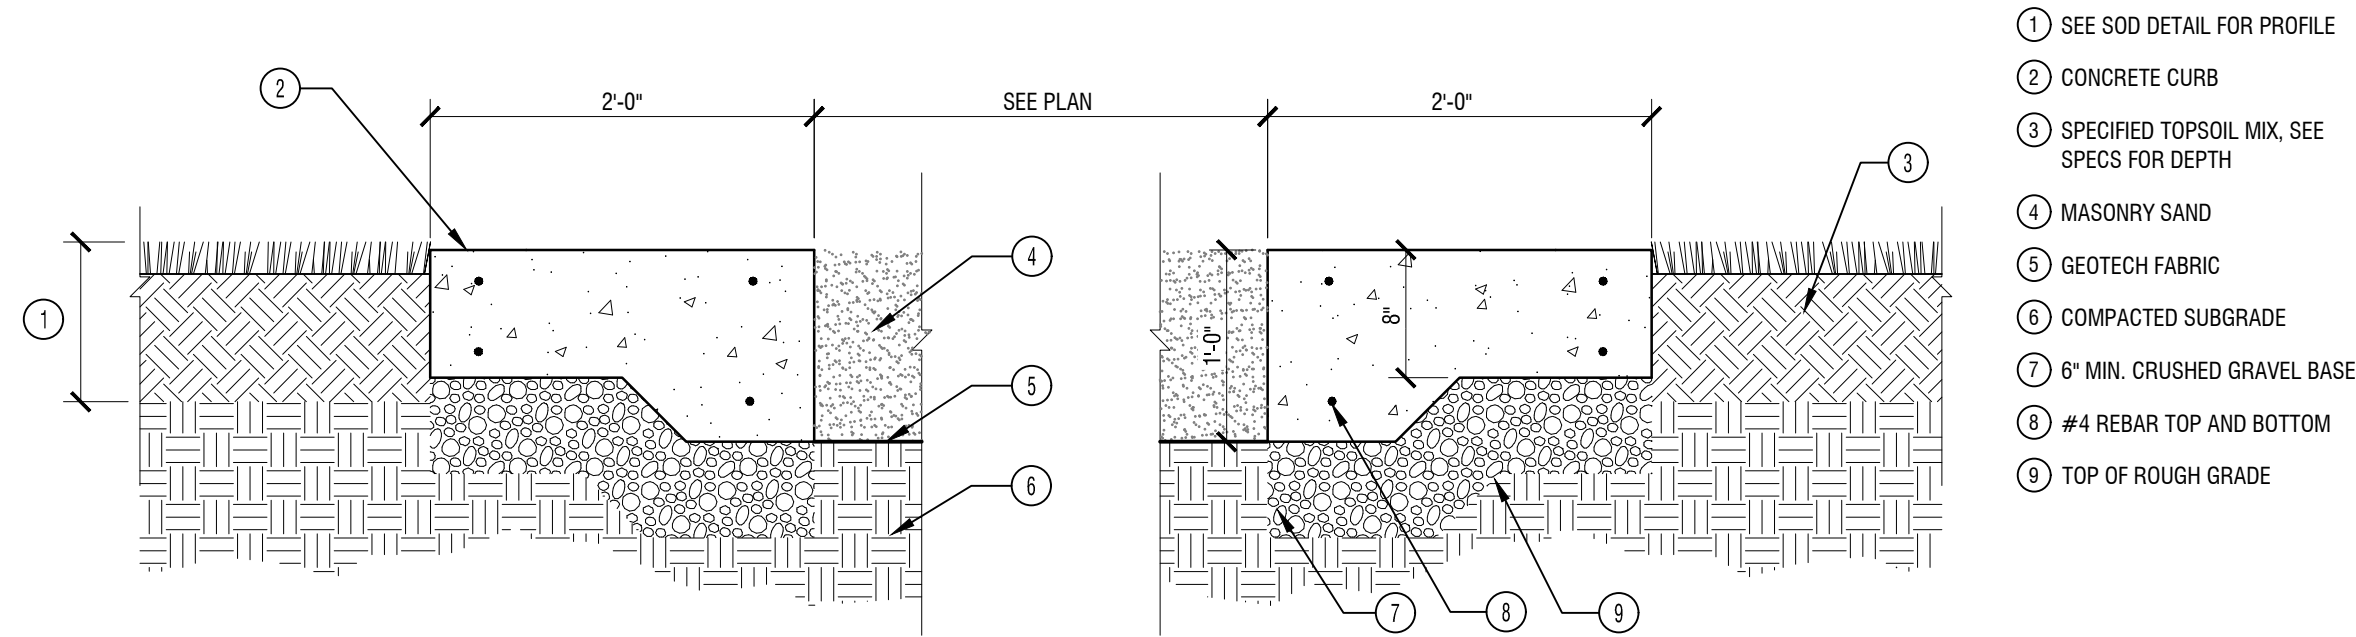 2'-0"
SEE PLAN
2'-0"
1
2
3
4
5
6
7
8
9
1'-0"
8"
1 SEE SOD DETAIL FOR PROFILE
2 CONCRETE CURB
3 SPECIFIED TOPSOIL MIX, SEE
SPECS FOR DEPTH
4 MASONRY SAND
5 GEOTECH FABRIC
6 COMPACTED SUBGRADE
7 6" MIN. CRUSHED GRAVEL BASE
8 #4 REBAR TOP AND BOTTOM
9 TOP OF ROUGH GRADE